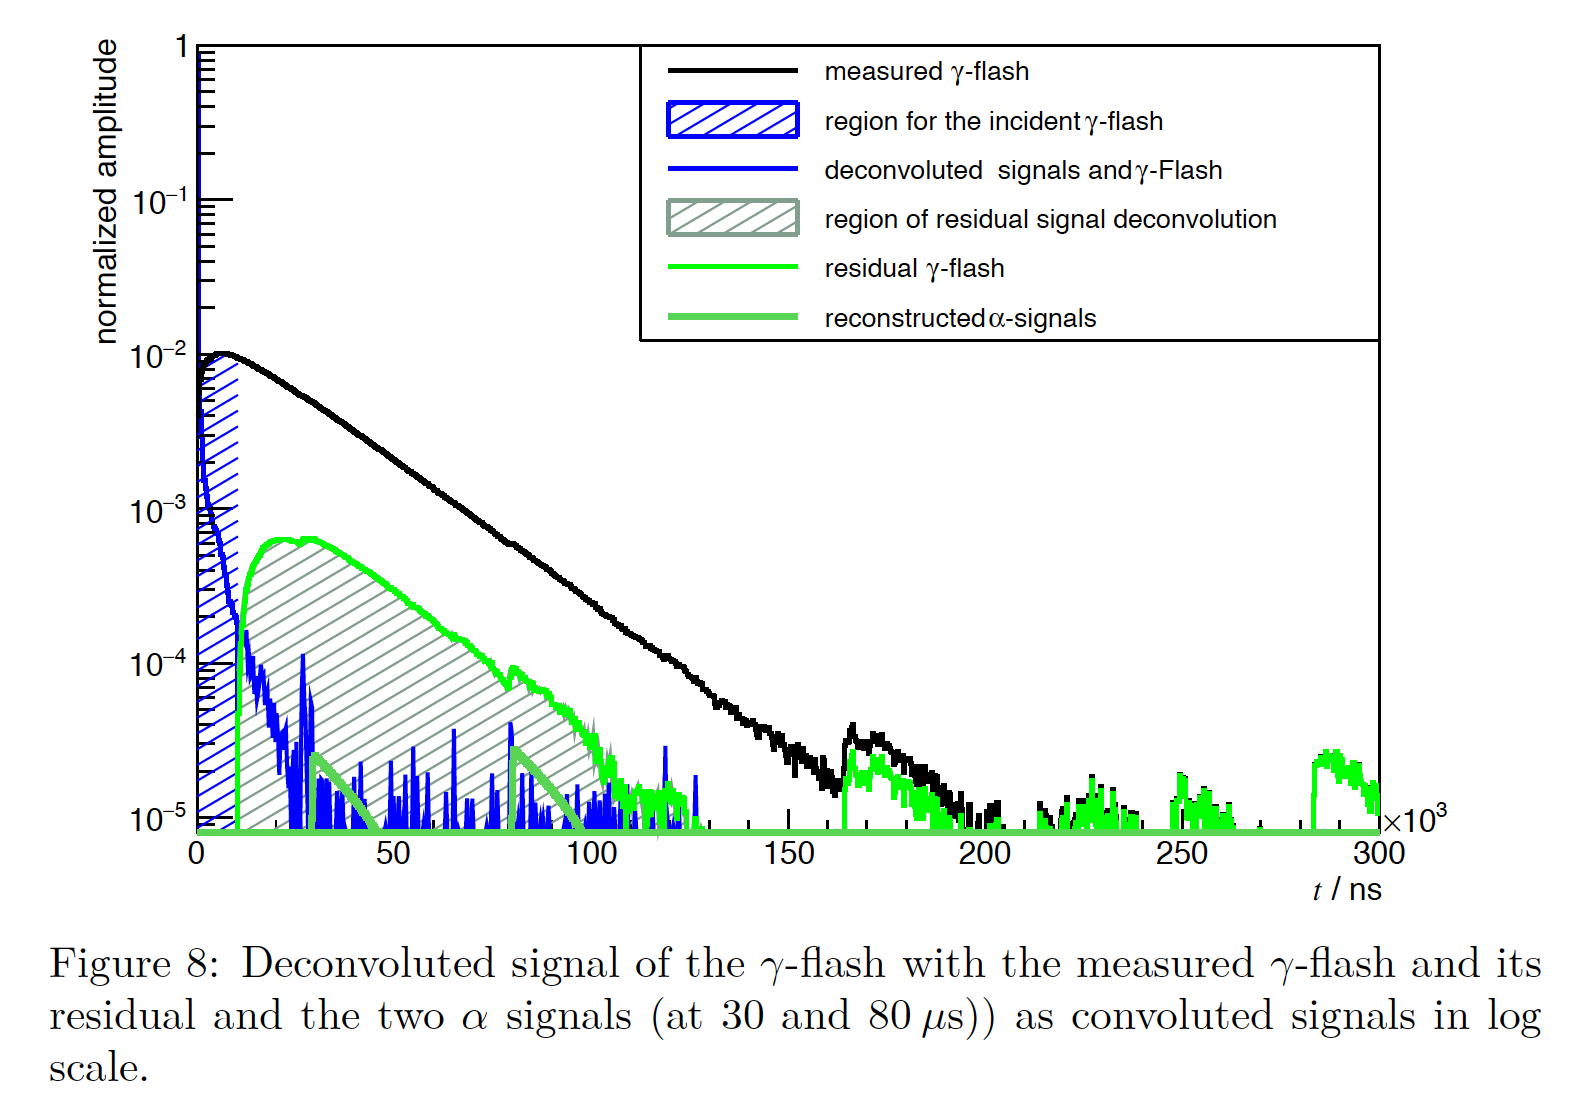 1
normalized amplitude
measured γ-flash
region for the incident γ-flash
deconvoluted signals and γ-Flash
region of residual signal deconvolution
residual γ-flash
reconstructed α-signals
10⁻¹
10⁻²
10⁻³
10⁻⁴
10⁻⁵
0 50 100 150 200 250 300
×10³
t / ns
Figure 8: Deconvoluted signal of the γ-flash with the measured γ-flash and its
residual and the two α signals (at 30 and 80 μs)) as convoluted signals in log
scale.